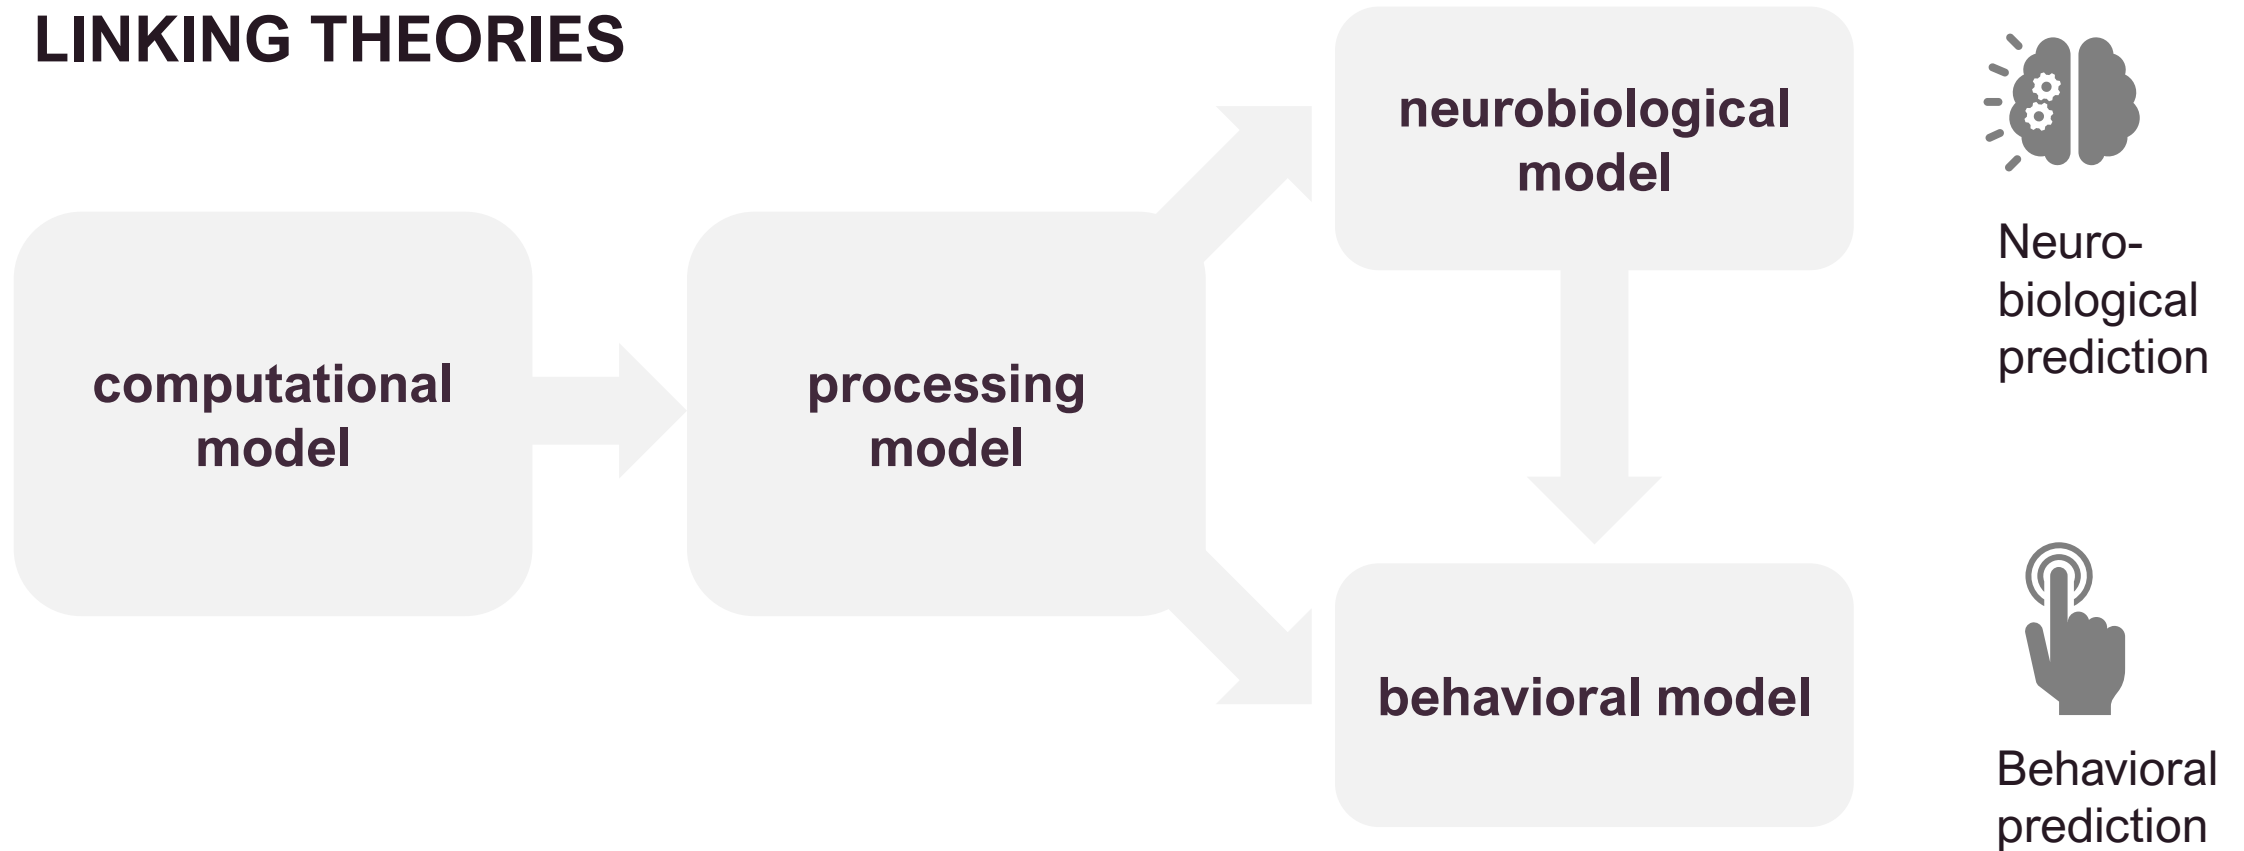 LINKING THEORIES
computational
model
processing
model
neurobiological
model
behavioral model
Neuro-
biological
prediction
Behavioral
prediction